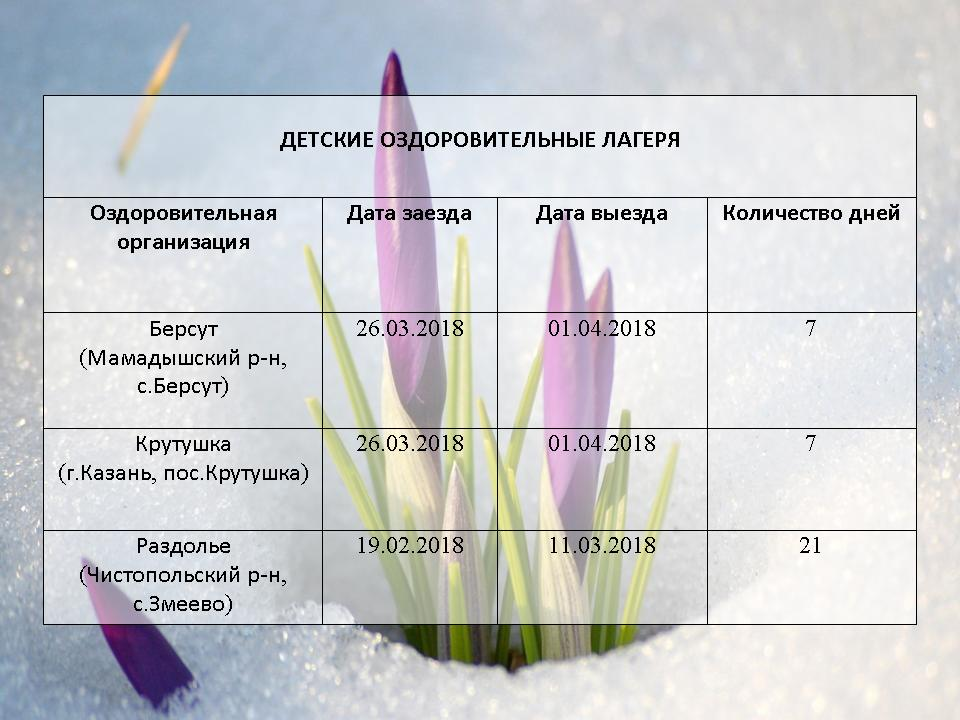 ДЕТСКИЕ ОЗДОРОВИТЕЛЬНЫЕ ЛАГЕРЯ
Оздоровительная организация
Дата заезда
Дата выезда
Количество дней
Берсут
(Мамадышский р-н,
с.Берсут)
26.03.2018
01.04.2018
7
Крутушка
(г.Казань, пос.Крутушка)
26.03.2018
01.04.2018
7
Раздолье
(Чистопольский р-н,
с.Змеево)
19.02.2018
11.03.2018
21